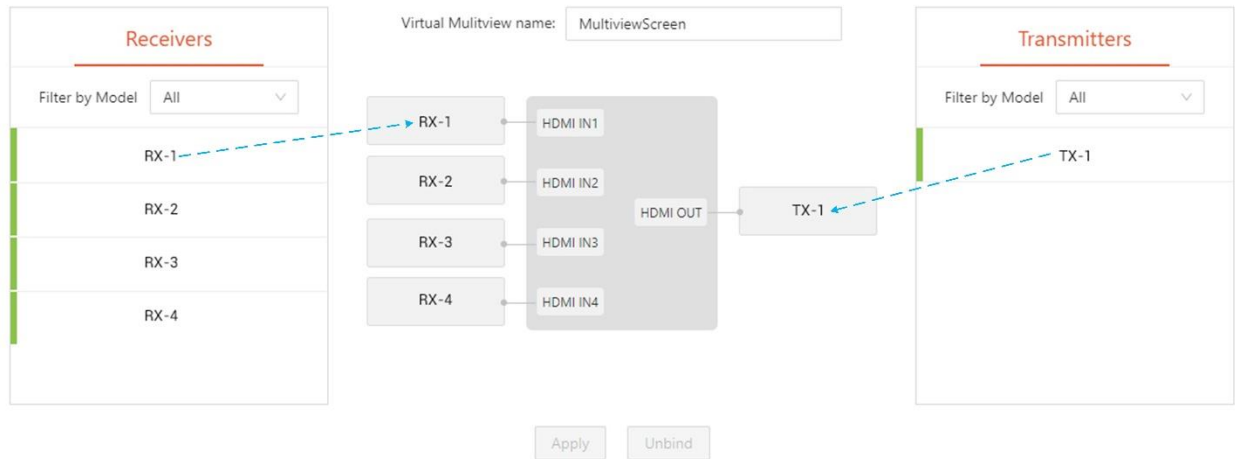 Receivers
Filter by Model All
RX-1
RX-2
RX-3
RX-4
Virtual Mulitview name: MultiviewScreen
RX-1 HDMI IN1
RX-2 HDMI IN2
RX-3 HDMI IN3
RX-4 HDMI IN4
HDMI OUT TX-1
Transmitters
Filter by Model All
TX-1
Apply Unbind